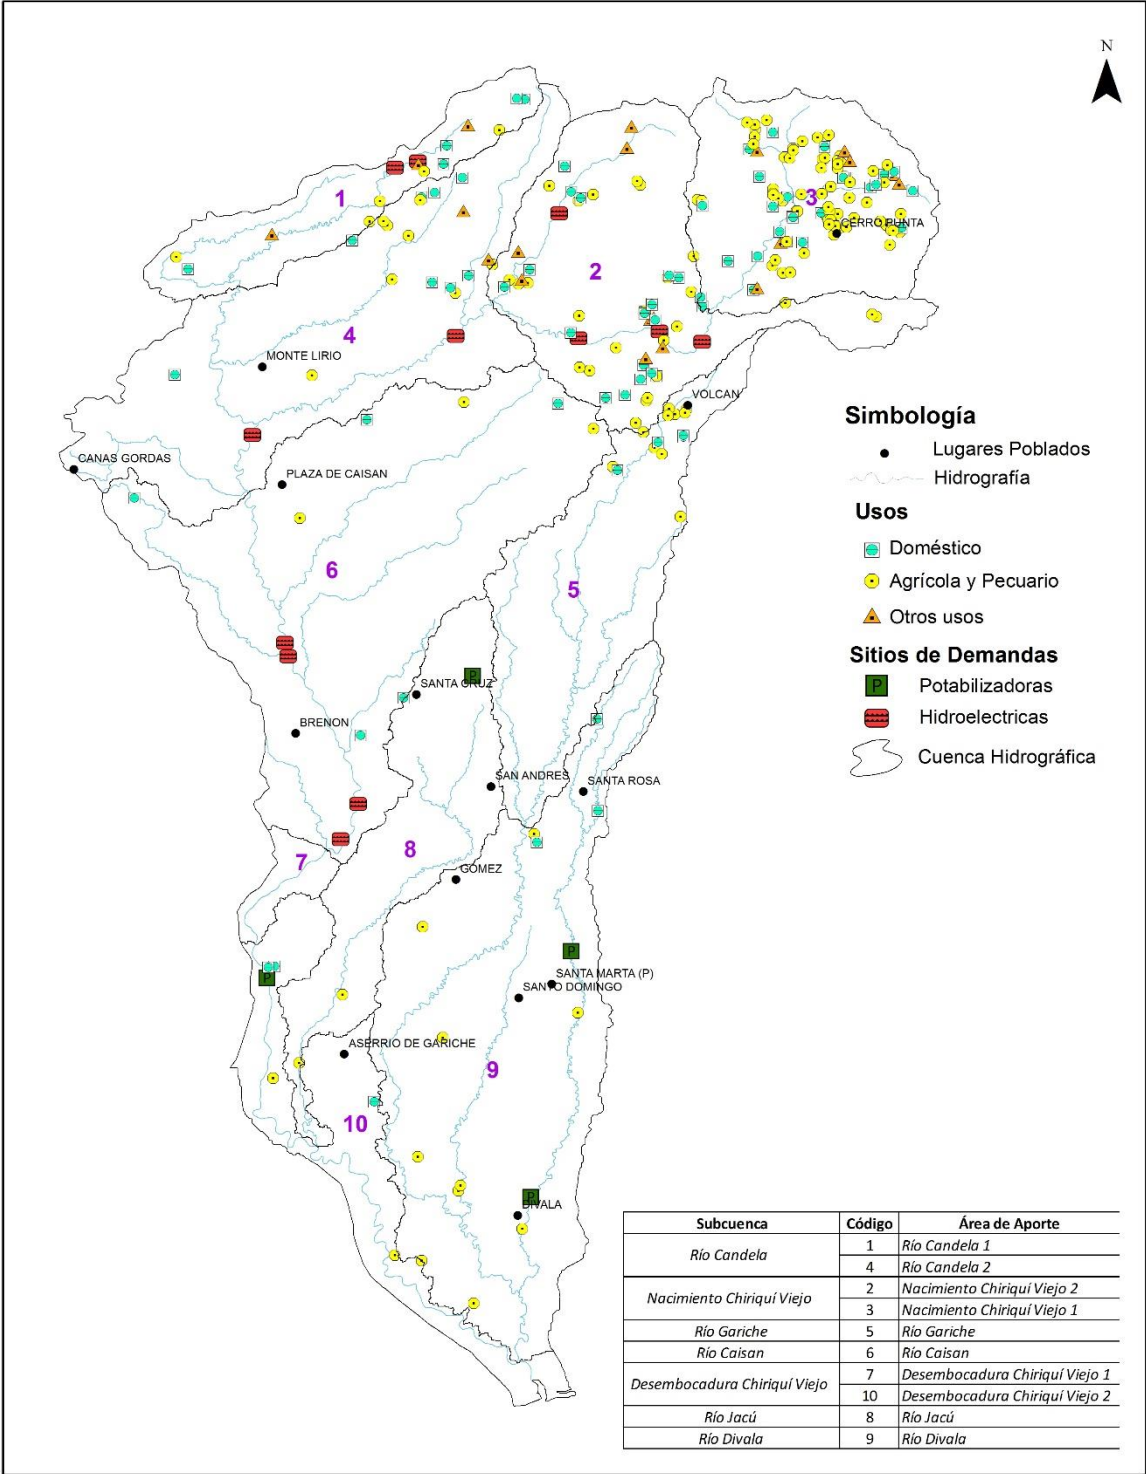 N
1
3
CERRO PUNTA
2
4
MONTE LIRIO
VOLCAN
CANAS GORDAS
PLAZA DE CAISAN
6
5
SANTA CRUZ
P
BRENON
SAN ANDRES
SANTA ROSA
7
8
GOMEZ
P
SANTA MARTA (P)
SANTO DOMINGO
P
ASERRIO DE GARICHE
9
10
P
DIVALA
Simbología
Lugares Poblados
Hidrografía
Usos
Doméstico
Agrícola y Pecuario
Otros usos
Sitios de Demandas
P Potabilizadoras
Hidroelectricas
Cuenca Hidrográfica
Subcuenca Código Área de Aporte
Río Candela 1 Río Candela 1
4 Río Candela 2
Nacimiento Chiriquí Viejo 2 Nacimiento Chiriquí Viejo 2
3 Nacimiento Chiriquí Viejo 1
Río Gariche 5 Río Gariche
Río Caisan 6 Río Caisan
Desembocadura Chiriquí Viejo 7 Desembocadura Chiriquí Viejo 1
10 Desembocadura Chiriquí Viejo 2
Río Jacú 8 Río Jacú
Río Divala 9 Río Divala